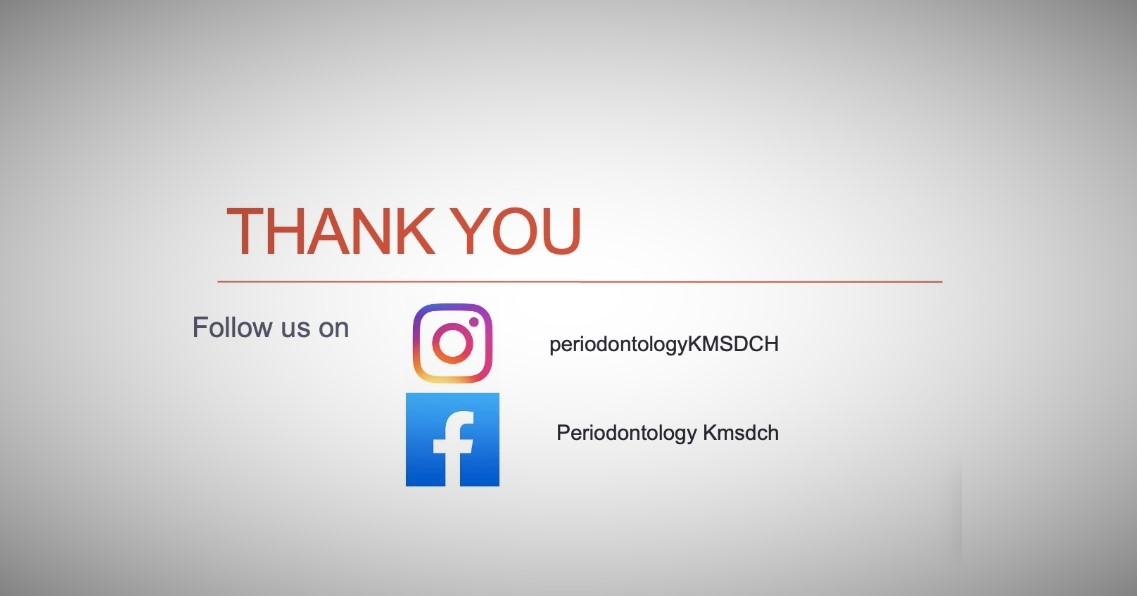 THANK YOU
Follow us on
periodontologyKMSDCH
Periodontology Kmsdch